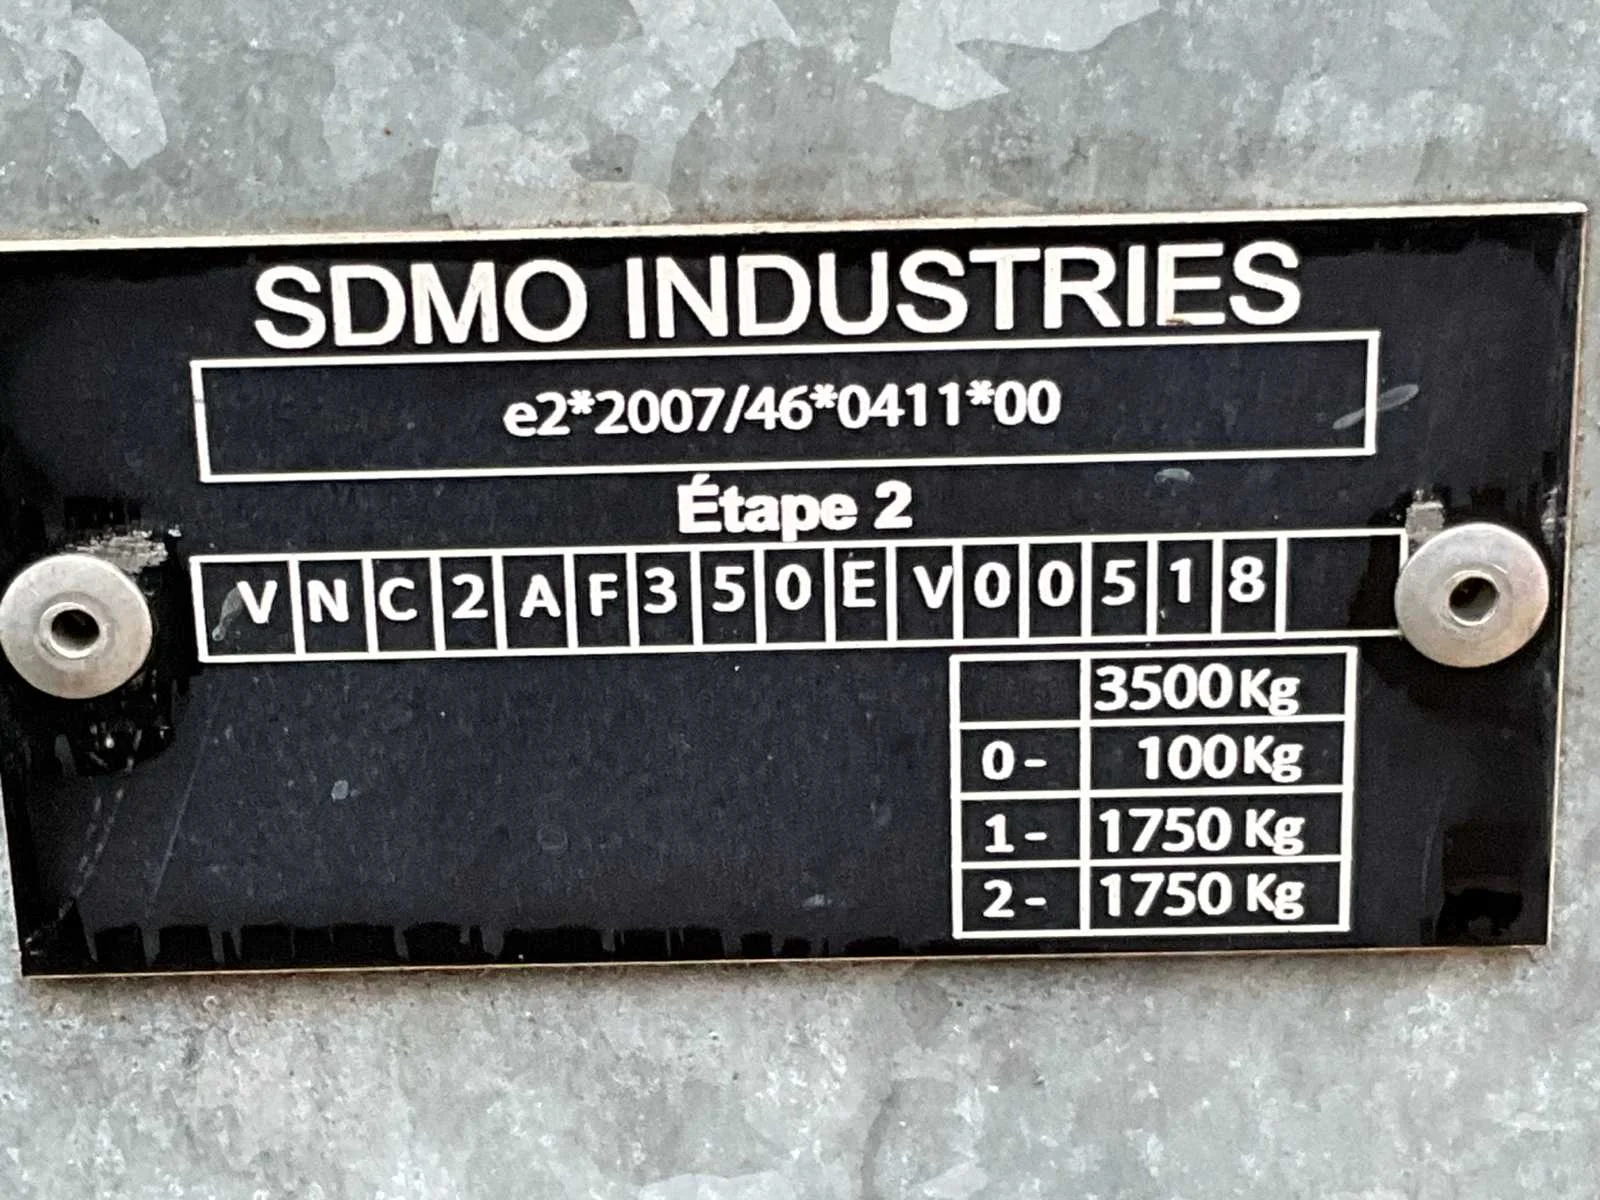 SDMO INDUSTRIES
e2*2007/46*0411*00
Étape 2
VNC2AF350EV00518
3500Kg
0- 100Kg
1- 1750 Kg
2- 1750 Kg